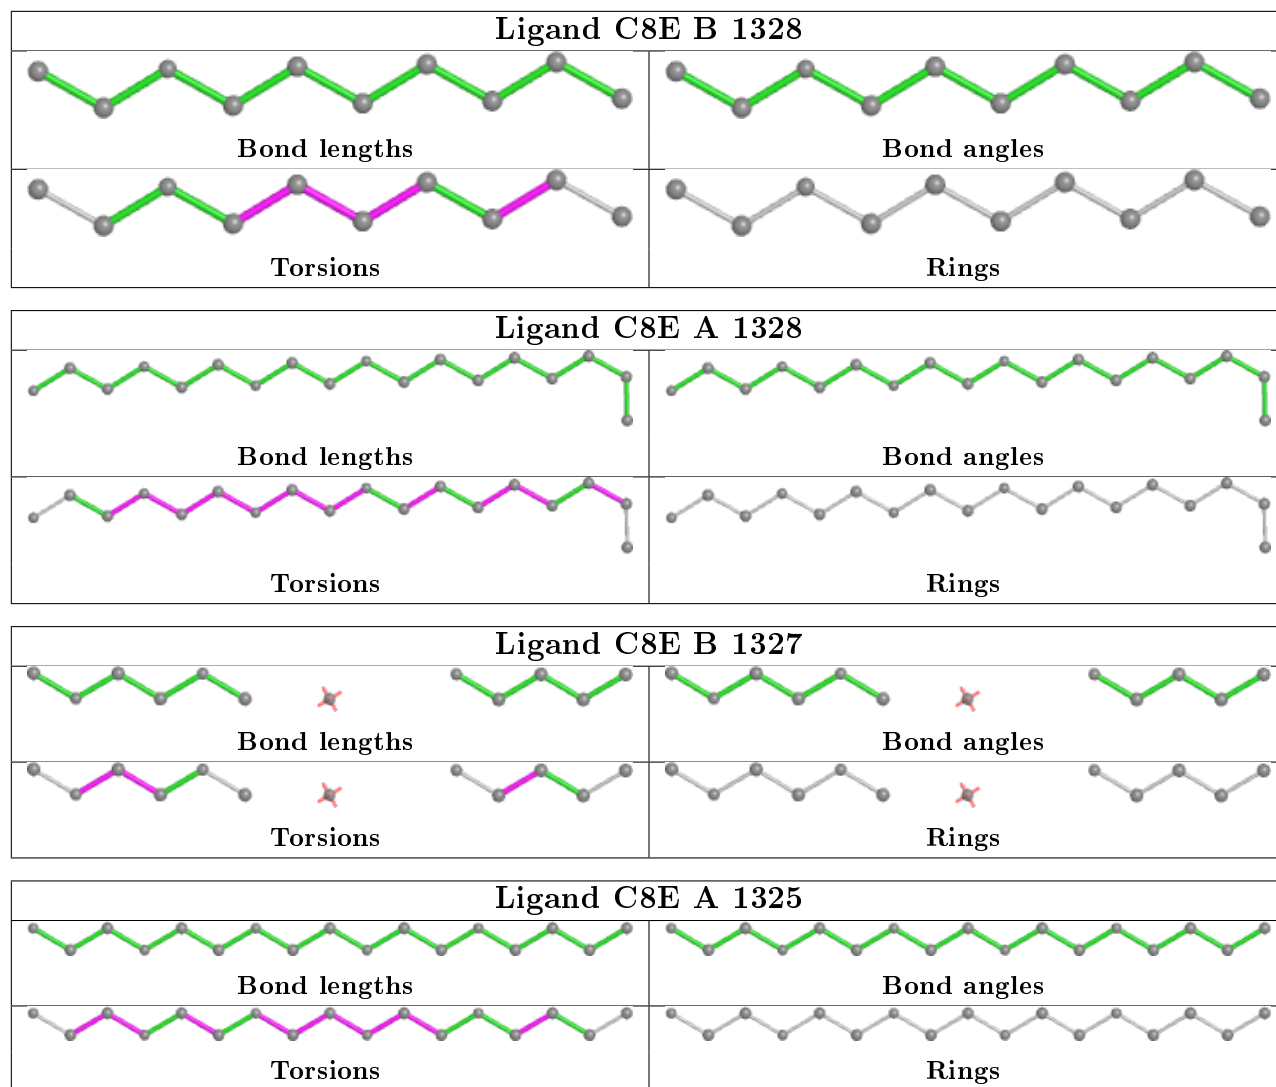 Ligand C8E B 1328
Bond lengths Bond angles
Torsions Rings
Ligand C8E A 1328
Bond lengths Bond angles
Torsions Rings
Ligand C8E B 1327
Bond lengths Bond angles
Torsions Rings
Ligand C8E A 1325
Bond lengths Bond angles
Torsions Rings